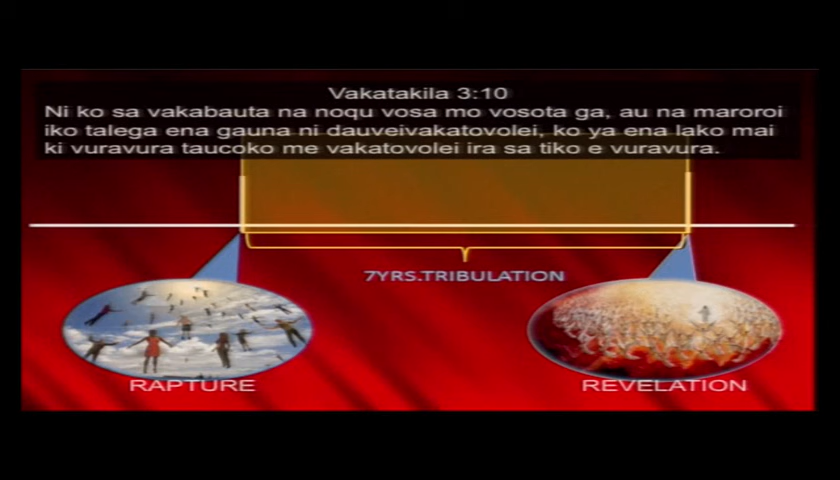 Vakatakila 3:10
Ni ko sa vakabauta na noqu vosa mo vosota ga, au na maroroi
iko talega ena gauna ni dauveivakatovolei, ko ya ena lako mai
ki vuravura taucoko me vakatovolei ira sa tiko e vuravura.
7YRS.TRIBULATION
RAPTURE
REVELATION